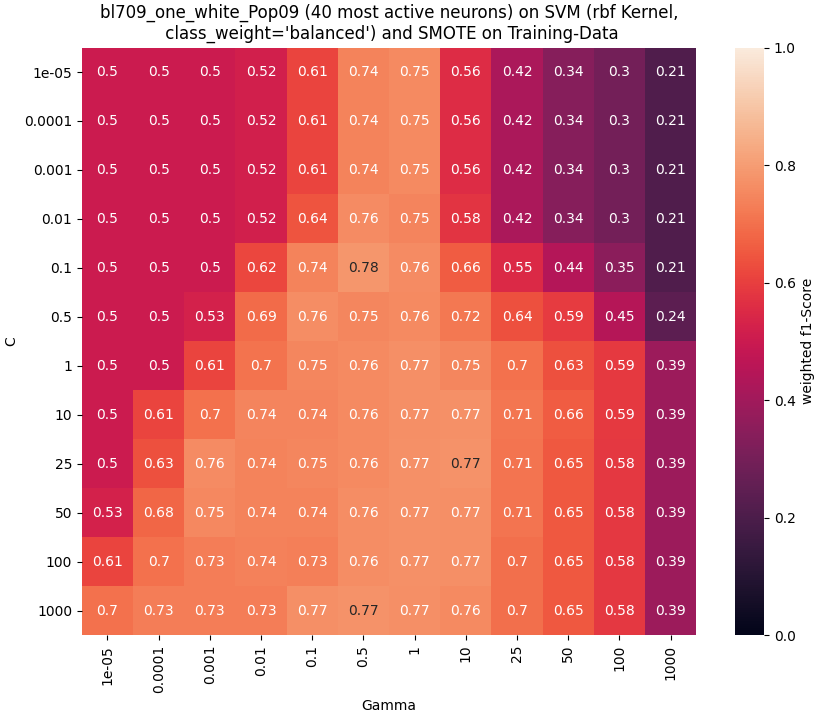 bl709_one_white_Pop09 (40 most active neurons) on SVM (rbf Kernel,
class_weight='balanced') and SMOTE on Training-Data
1e-05 0.5 0.5 0.5 0.52 0.61 0.74 0.75 0.56 0.42 0.34 0.3 0.21
0.0001 0.5 0.5 0.5 0.52 0.61 0.74 0.75 0.56 0.42 0.34 0.3 0.21
0.001 0.5 0.5 0.5 0.52 0.61 0.74 0.75 0.56 0.42 0.34 0.3 0.21
0.01 0.5 0.5 0.5 0.52 0.64 0.76 0.75 0.58 0.42 0.34 0.3 0.21
0.1 0.5 0.5 0.5 0.62 0.74 0.78 0.76 0.66 0.55 0.44 0.35 0.21
0.5 0.5 0.5 0.53 0.69 0.76 0.75 0.76 0.72 0.64 0.59 0.45 0.24
1 0.5 0.5 0.61 0.7 0.75 0.76 0.77 0.75 0.7 0.63 0.59 0.39
10 0.5 0.61 0.7 0.74 0.74 0.76 0.77 0.77 0.71 0.66 0.59 0.39
25 0.5 0.63 0.76 0.74 0.75 0.76 0.77 0.77 0.71 0.65 0.58 0.39
50 0.53 0.68 0.75 0.74 0.74 0.76 0.77 0.77 0.71 0.65 0.58 0.39
100 0.61 0.7 0.73 0.74 0.73 0.76 0.77 0.77 0.7 0.65 0.58 0.39
1000 0.7 0.73 0.73 0.73 0.77 0.77 0.77 0.76 0.7 0.65 0.58 0.39
C
1e-05 0.0001 0.001 0.01 0.1 0.5 1 10 25 50 100 1000
Gamma
1.0
0.8
0.6
0.4
0.2
0.0
weighted f1-Score